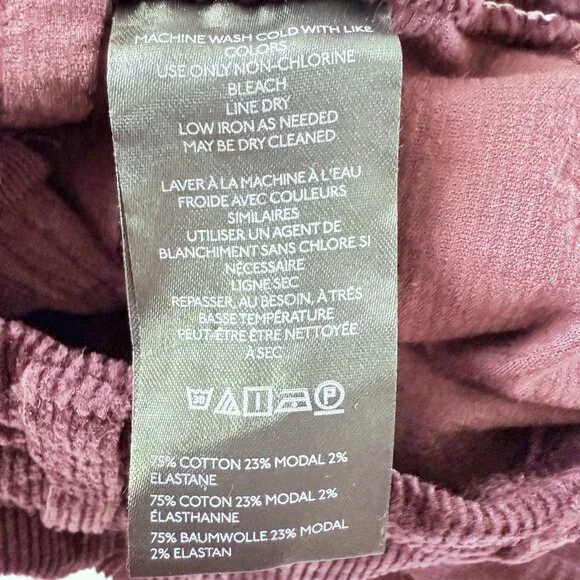 MACHINE WASH COLD WITH LIKE
COLORS
USE ONLY NON-CHLORINE
BLEACH
LINE DRY
LOW IRON AS NEEDED
MAY BE DRY CLEANED
LAVER À LA MACHINE À L'EAU
FROIDE AVEC COULEURS
SIMILAIRES
UTILISER UN AGENT DE
BLANCHIMENT SANS CHLORE SI
NÉCESSAIRE
LIGNE SEC
REPASSER, AU BESOIN, À TRÈS
BASSE TEMPÉRATURE
PEUT-ÊTRE ÊTRE NETTOYÉE
À SEC
30 P
75% COTTON 23% MODAL 2%
ELASTANE
75% COTON 23% MODAL 2%
ÉLASTHANNE
75% BAUMWOLLE 23% MODAL
2% ELASTAN